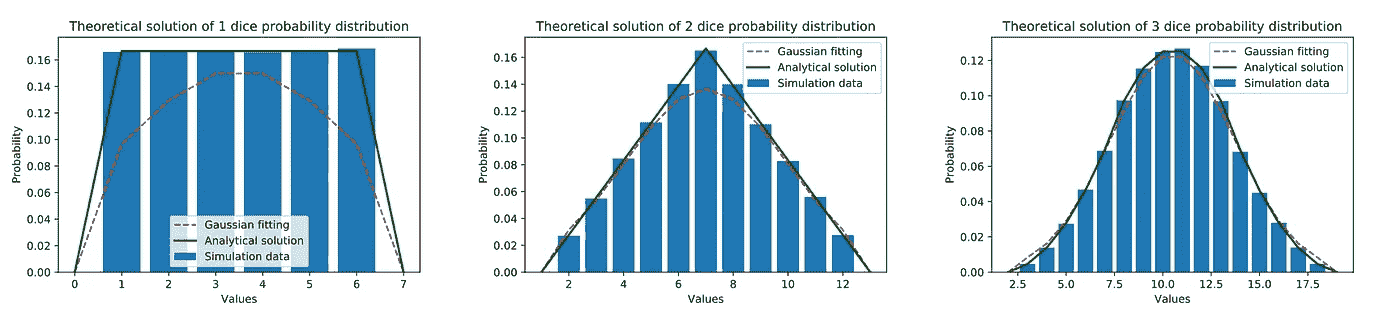 Theoretical solution of 1 dice probability distribution
Probability
0.16
0.14
0.12
0.10
0.08
0.06
0.04
0.02
0.00
Gaussian fitting
Analytical solution
Simulation data
0 1 2 3 4 5 6 7
Values
Theoretical solution of 2 dice probability distribution
Probability
0.16
0.14
0.12
0.10
0.08
0.06
0.04
0.02
0.00
Gaussian fitting
Analytical solution
Simulation data
2 4 6 8 10 12
Values
Theoretical solution of 3 dice probability distribution
Probability
0.12
0.10
0.08
0.06
0.04
0.02
0.00
Gaussian fitting
Analytical solution
Simulation data
2.5 5.0 7.5 10.0 12.5 15.0 17.5
Values